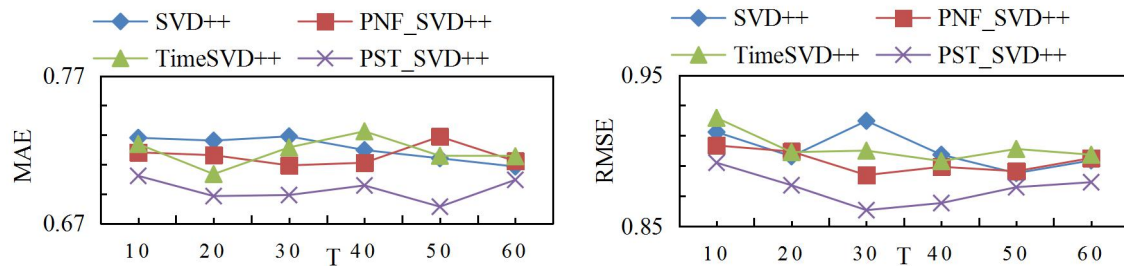 SVD++ PNF_SVD++
TimeSVD++ PST_SVD++
0.77
MAE
0.67
10 20 30 40 50 60
T
SVD++ PNF_SVD++
TimeSVD++ PST_SVD++
0.95
RMSE
0.85
10 20 30 40 50 60
T